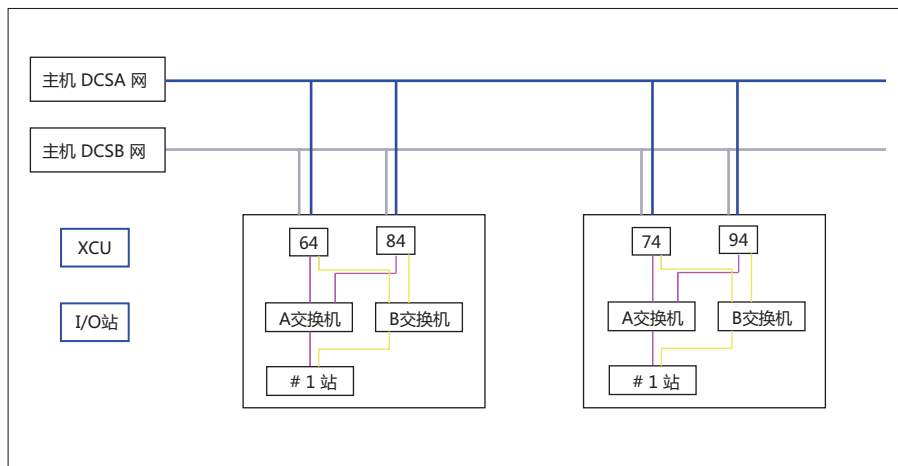 主机 DCSA 网
主机 DCSB 网
XCU
64
84
74
94
I/O站
A交换机
B交换机
A交换机
B交换机
#1站
#1站